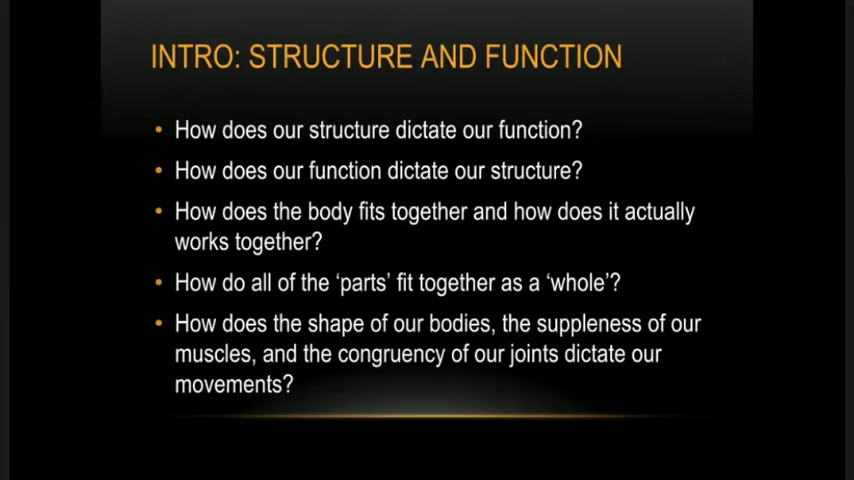 INTRO: STRUCTURE AND FUNCTION
• How does our structure dictate our function?
• How does our function dictate our structure?
• How does the body fits together and how does it actually
works together?
• How do all of the ‘parts’ fit together as a ‘whole’?
• How does the shape of our bodies, the suppleness of our
muscles, and the congruency of our joints dictate our
movements?